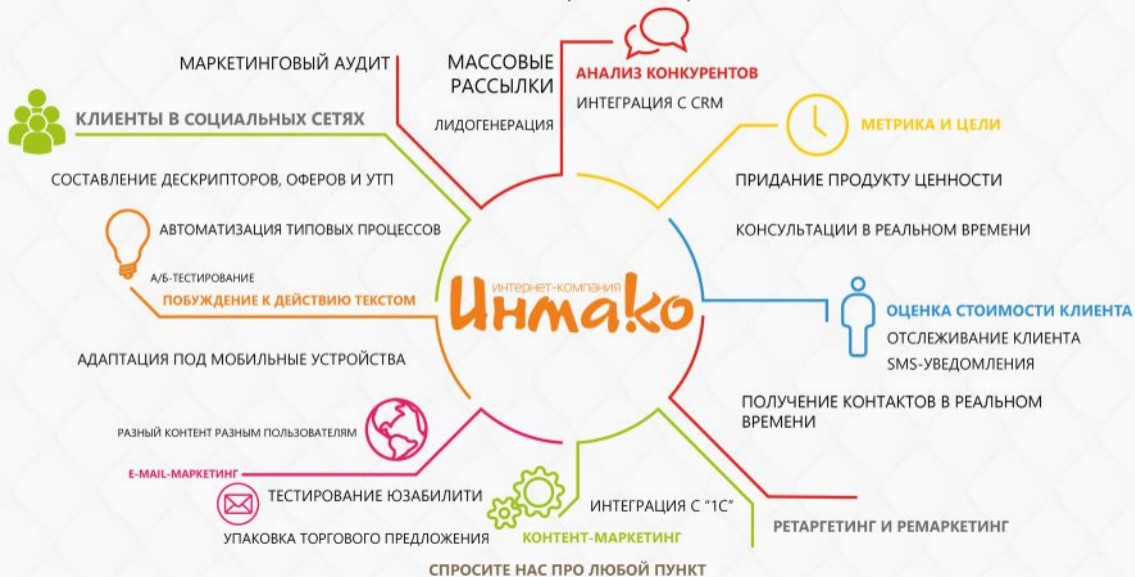 МАРКЕТИНГОВЫЙ АУДИТ
МАССОВЫЕ
РАССЫЛКИ
ЛИДОГЕНЕРАЦИЯ
АНАЛИЗ КОНКУРЕНТОВ
ИНТЕГРАЦИЯ С CRM
КЛИЕНТЫ В СОЦИАЛЬНЫХ СЕТЯХ
МЕТРИКА И ЦЕЛИ
СОСТАВЛЕНИЕ ДЕСКРИПТОРОВ, ОФЕРОВ И УТП
ПРИДАНИЕ ПРОДУКТУ ЦЕННОСТИ
АВТОМАТИЗАЦИЯ ТИПОВЫХ ПРОЦЕССОВ
КОНСУЛЬТАЦИИ В РЕАЛЬНОМ ВРЕМЕНИ
А/Б-ТЕСТИРОВАНИЕ
ПОБУЖДЕНИЕ К ДЕЙСТВИЮ ТЕКСТОМ
интернет-компания
Инмако
ОЦЕНКА СТОИМОСТИ КЛИЕНТА
ОТСЛЕЖИВАНИЕ КЛИЕНТА
SMS-УВЕДОМЛЕНИЯ
АДАПТАЦИЯ ПОД МОБИЛЬНЫЕ УСТРОЙСТВА
ПОЛУЧЕНИЕ КОНТАКТОВ В РЕАЛЬНОМ
ВРЕМЕНИ
РАЗНЫЙ КОНТЕНТ РАЗНЫМ ПОЛЬЗОВАТЕЛЯМ
E-MAIL-МАРКЕТИНГ
ТЕСТИРОВАНИЕ ЮЗАБИЛИТИ
УПАКОВКА ТОРГОВОГО ПРЕДЛОЖЕНИЯ
ИНТЕГРАЦИЯ С "1С"
КОНТЕНТ-МАРКЕТИНГ
РЕТАРГЕТИНГ И РЕМАРКЕТИНГ
СПРОСИТЕ НАС ПРО ЛЮБОЙ ПУНКТ